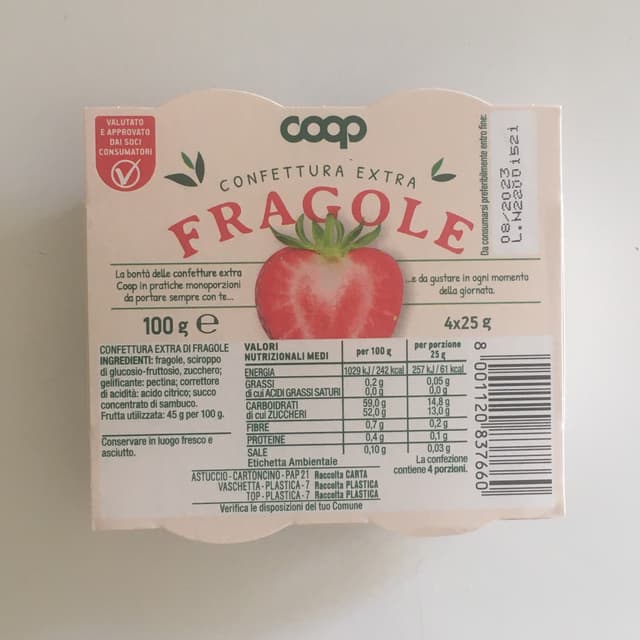 VALUTATO
E APPROVATO
DAI SOCI
CONSUMATORI
coop
CONFETTURA EXTRA
FRAGOLE
Da consumarsi preferibilmente entro fine:
08/2023
L.N22001521
La bontà delle confetture extra
Coop in pratiche monoporzioni
da portare sempre con te...
...e da gustare in ogni momento
della giornata.
100 g ℮
4x25 g
CONFETTURA EXTRA DI FRAGOLE
INGREDIENTI: fragole, sciroppo
di glucosio-fruttosio, zucchero;
gelificante: pectina; correttore
di acidità: acido citrico; succo
concentrato di sambuco.
Frutta utilizzata: 45 g per 100 g.
Conservare in luogo fresco e
asciutto.
VALORI NUTRIZIONALI MEDI per 100 g per porzione 25 g
ENERGIA 1029 kJ/242 kcal 257 kJ/61 kcal
GRASSI 0,2 g 0,05 g
di cui ACIDI GRASSI SATURI 0,0 g 0,0 g
CARBOIDRATI 59,0 g 14,8 g
di cui ZUCCHERI 52,0 g 13,0 g
FIBRE 0,7 g 0,2 g
PROTEINE 0,4 g 0,1 g
SALE 0,10 g 0,03 g
Etichetta Ambientale
ASTUCCIO-CARTONCINO-PAP21 Raccolta CARTA
VASCHETTA-PLASTICA-7 Raccolta PLASTICA
TOP-PLASTICA-7 Raccolta PLASTICA
Verifica le disposizioni del tuo Comune
La confezione
contiene 4 porzioni.
8 001120 837660